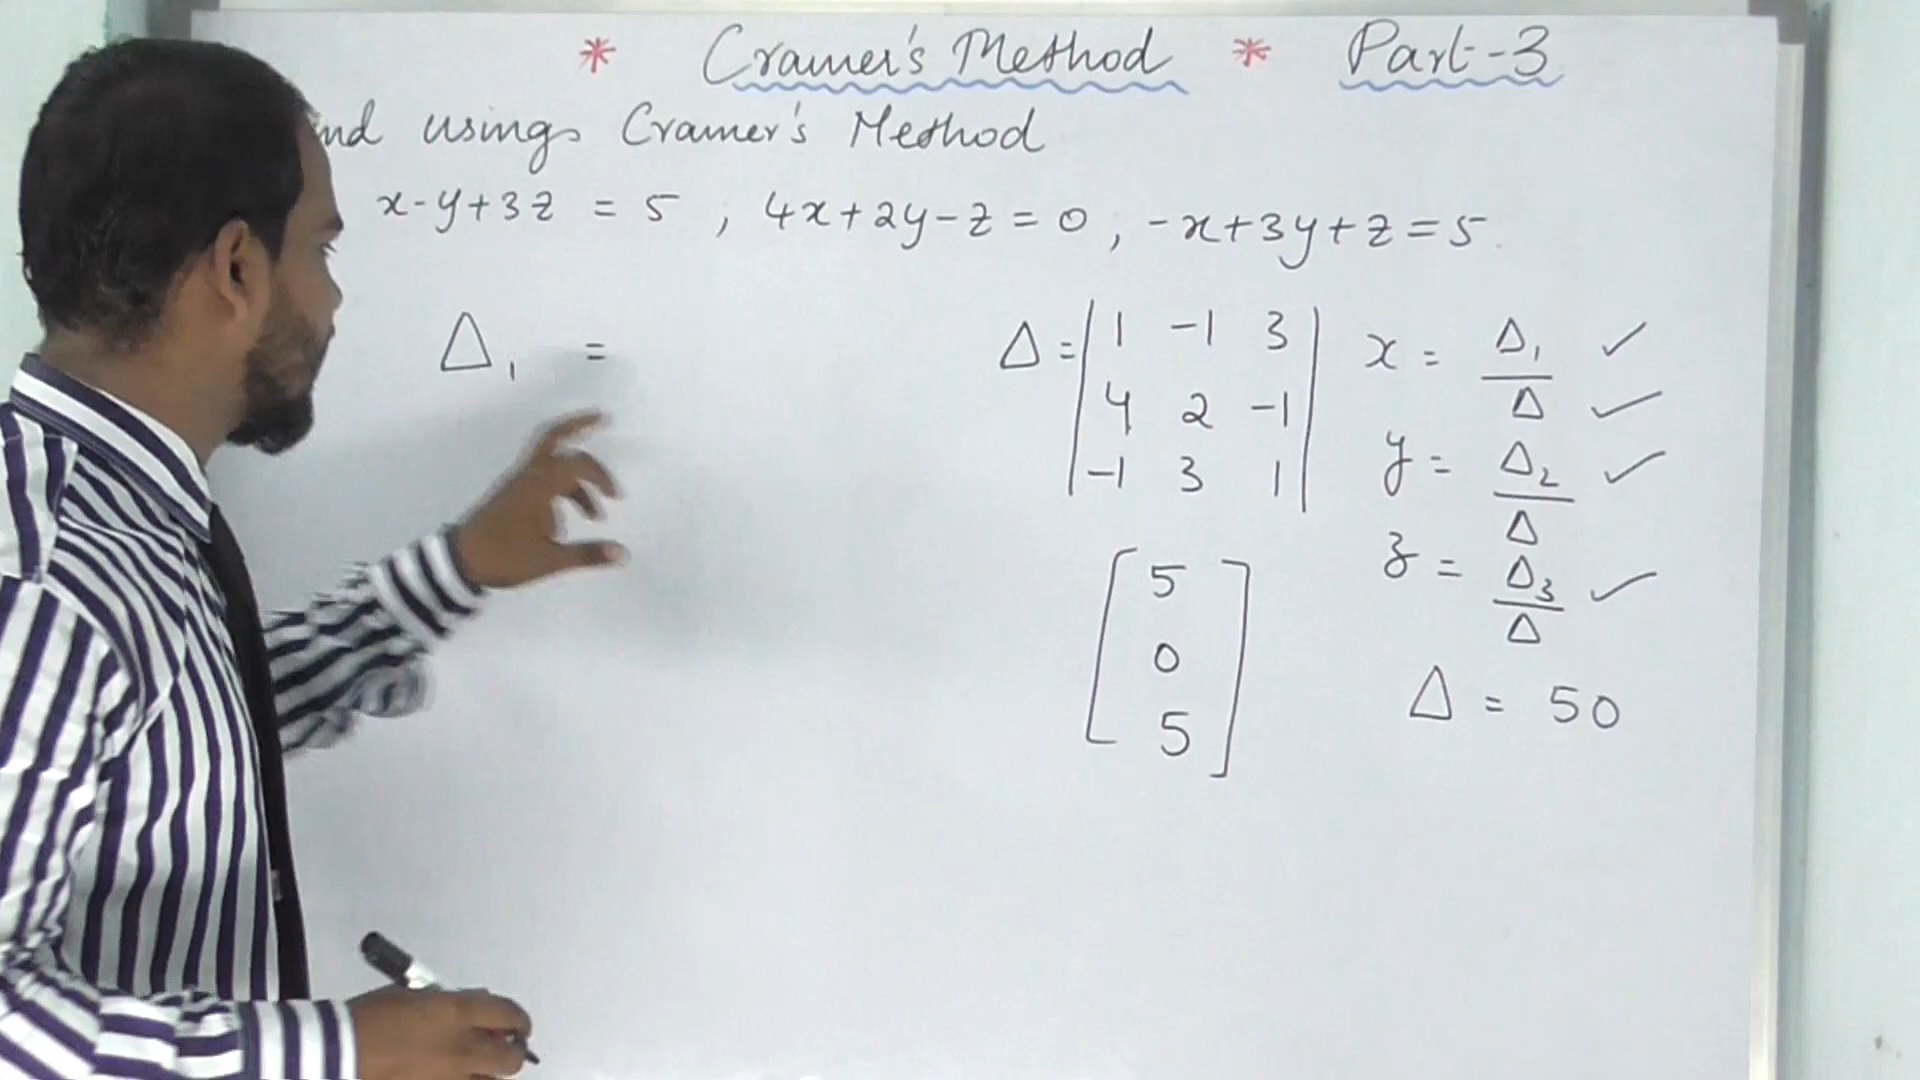 * Cramer's Method * Part-3
using Cramer's Method
x-y+3z = 5 , 4x+2y-z=0, -x+3y+z=5
Δ₁ =
Δ = | 1 -1 3 |
| 4 2 -1 |
| -1 3 1 |
x = Δ₁/Δ ✓ ✓
y = Δ₂/Δ ✓
z = Δ₃/Δ ✓
[ 5
0
5 ]
Δ = 50